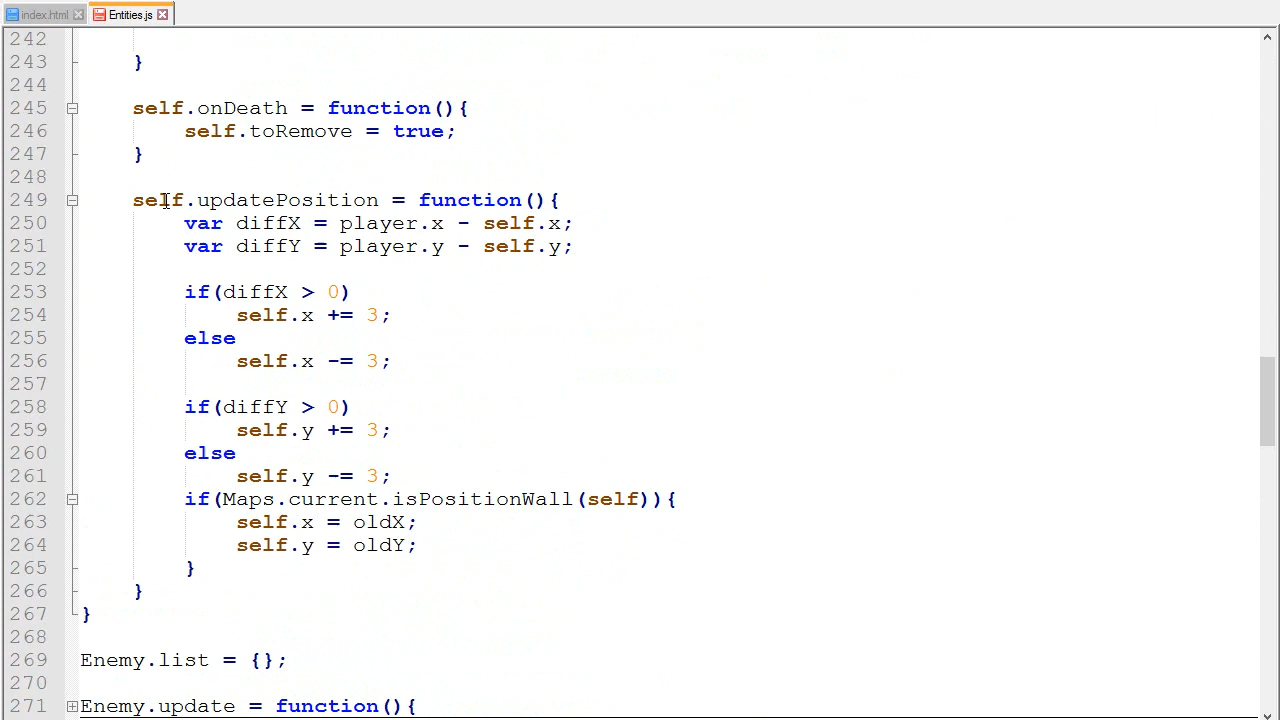 index.html
Entities.js
242
243 }
244
245 self.onDeath = function(){
246 self.toRemove = true;
247 }
248
249 self.updatePosition = function(){
250 var diffX = player.x - self.x;
251 var diffY = player.y - self.y;
252
253 if(diffX > 0)
254 self.x += 3;
255 else
256 self.x -= 3;
257
258 if(diffY > 0)
259 self.y += 3;
260 else
261 self.y -= 3;
262 if(Maps.current.isPositionWall(self)){
263 self.x = oldX;
264 self.y = oldY;
265 }
266 }
267 }
268
269 Enemy.list = {};
270
271 Enemy.update = function(){